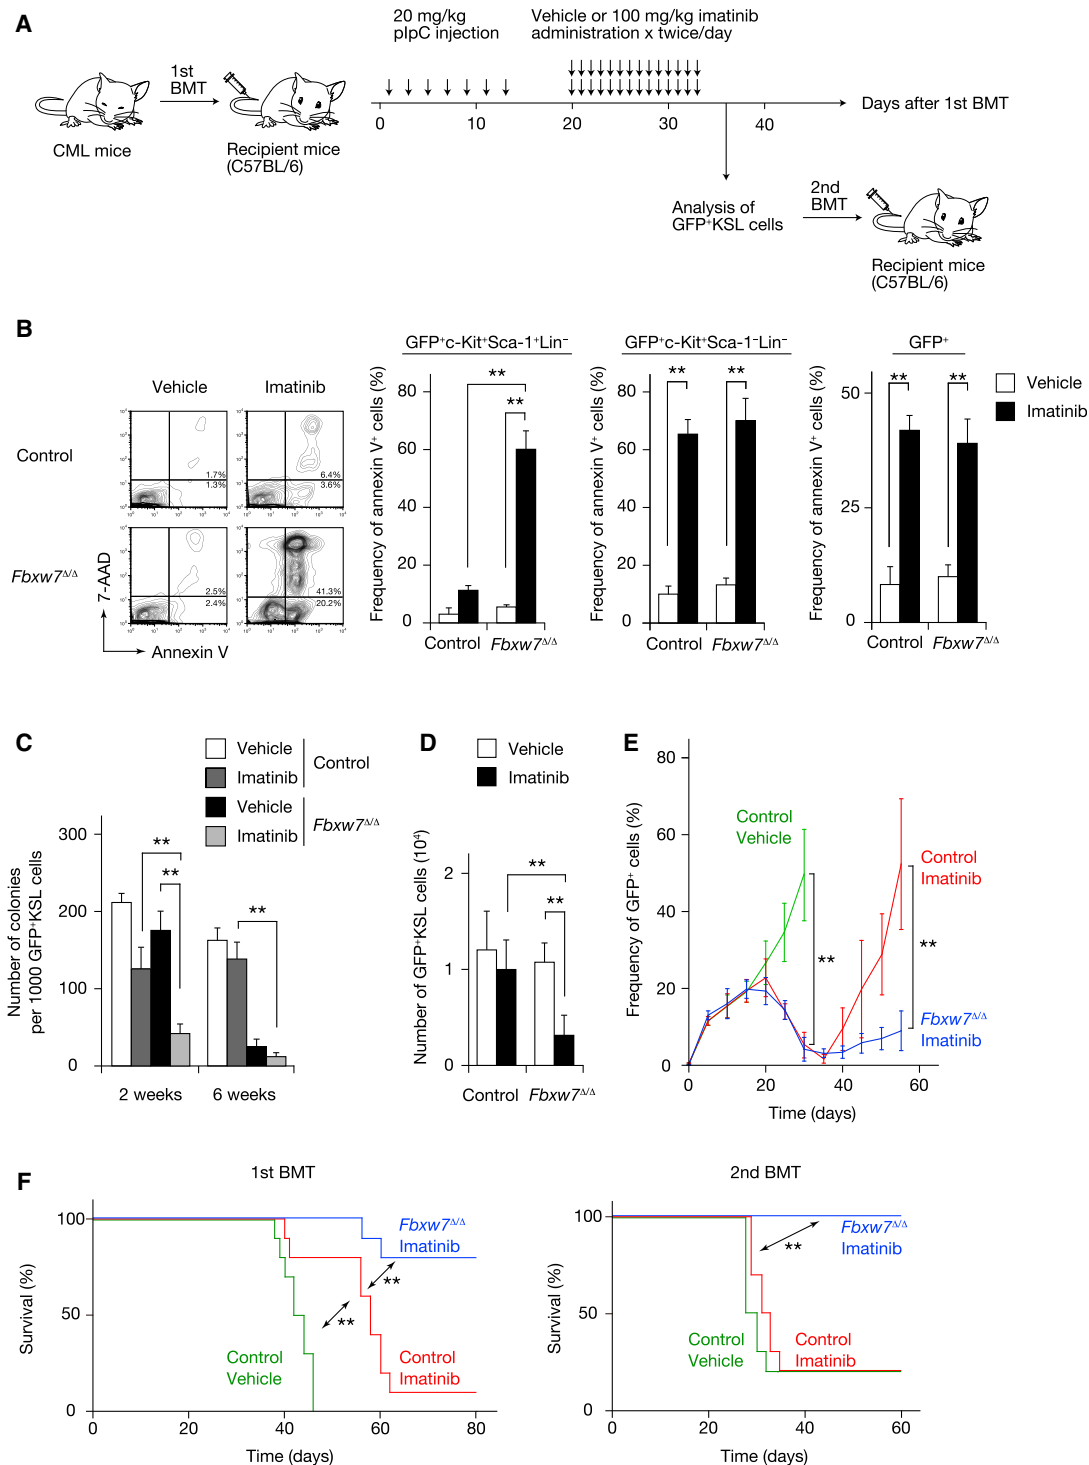 A
20 mg/kg
pIpC injection
Vehicle or 100 mg/kg imatinib
administration x twice/day
1st
BMT
CML mice
Recipient mice
(C57BL/6)
0
10
20
30
40
Days after 1st BMT
Analysis of
GFP⁺KSL cells
2nd
BMT
Recipient mice
(C57BL/6)
B
Vehicle
Imatinib
Control
Fbxw7Δ/Δ
1.7%
1.3%
6.4%
3.6%
2.5%
2.4%
41.3%
20.2%
7-AAD
Annexin V
GFP⁺c-Kit⁺Sca-1⁺Lin⁻
Frequency of annexin V⁺ cells (%)
80
60
40
20
0
**
**
Control
Fbxw7Δ/Δ
GFP⁺c-Kit⁺Sca-1⁻Lin⁻
Frequency of annexin V⁺ cells (%)
80
60
40
20
0
**
**
Control
Fbxw7Δ/Δ
GFP⁺
Frequency of annexin V⁺ cells (%)
50
25
0
**
**
Control
Fbxw7Δ/Δ
Vehicle
Imatinib
C
Vehicle
Imatinib
Control
Vehicle
Imatinib
Fbxw7Δ/Δ
Number of colonies
per 1000 GFP⁺KSL cells
300
200
100
0
**
**
**
2 weeks
6 weeks
D
Vehicle
Imatinib
Number of GFP⁺KSL cells (10⁴)
2
1
0
**
**
Control
Fbxw7Δ/Δ
E
Frequency of GFP⁺ cells (%)
80
60
40
20
0
Control
Vehicle
Control
Imatinib
**
**
Fbxw7Δ/Δ
Imatinib
0
20
40
60
Time (days)
F
1st BMT
Survival (%)
100
50
0
Fbxw7Δ/Δ
Imatinib
**
**
Control
Vehicle
Control
Imatinib
0
20
40
60
80
Time (days)
2nd BMT
Survival (%)
100
50
0
Fbxw7Δ/Δ
Imatinib
**
Control
Vehicle
Control
Imatinib
0
20
40
60
Time (days)